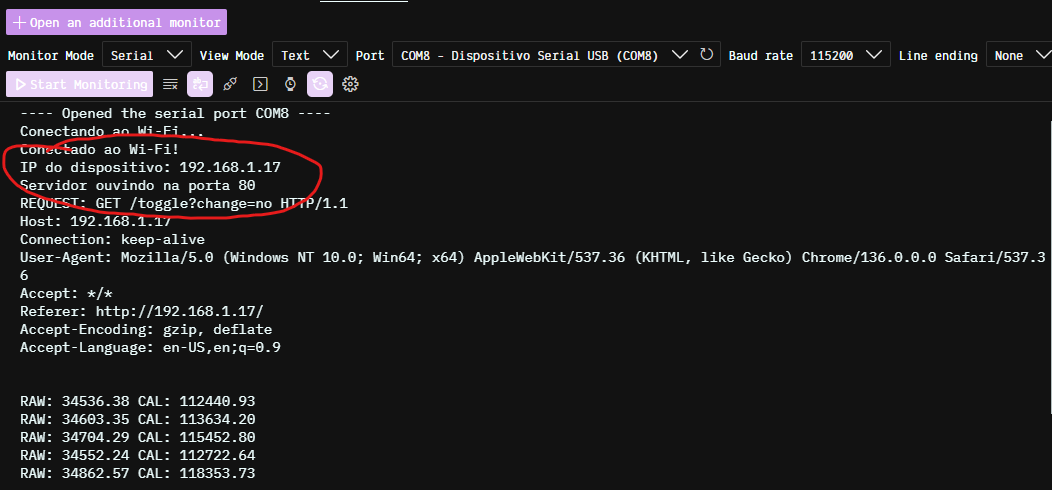 Open an additional monitor
Monitor Mode Serial View Mode Text Port COM8 - Dispositivo Serial USB (COM8) Baud rate 115200 Line ending None
Start Monitoring
---- Opened the serial port COM8 ----
Conectando ao Wi-Fi...
Conectado ao Wi-Fi!
IP do dispositivo: 192.168.1.17
Servidor ouvindo na porta 80
REQUEST: GET /toggle?change=no HTTP/1.1
Host: 192.168.1.17
Connection: keep-alive
User-Agent: Mozilla/5.0 (Windows NT 10.0; Win64; x64) AppleWebKit/537.36 (KHTML, like Gecko) Chrome/136.0.0.0 Safari/537.3
6
Accept: */*
Referer: http://192.168.1.17/
Accept-Encoding: gzip, deflate
Accept-Language: en-US,en;q=0.9
RAW: 34536.38 CAL: 112440.93
RAW: 34603.35 CAL: 113634.20
RAW: 34704.29 CAL: 115452.80
RAW: 34552.24 CAL: 112722.64
RAW: 34862.57 CAL: 118353.73